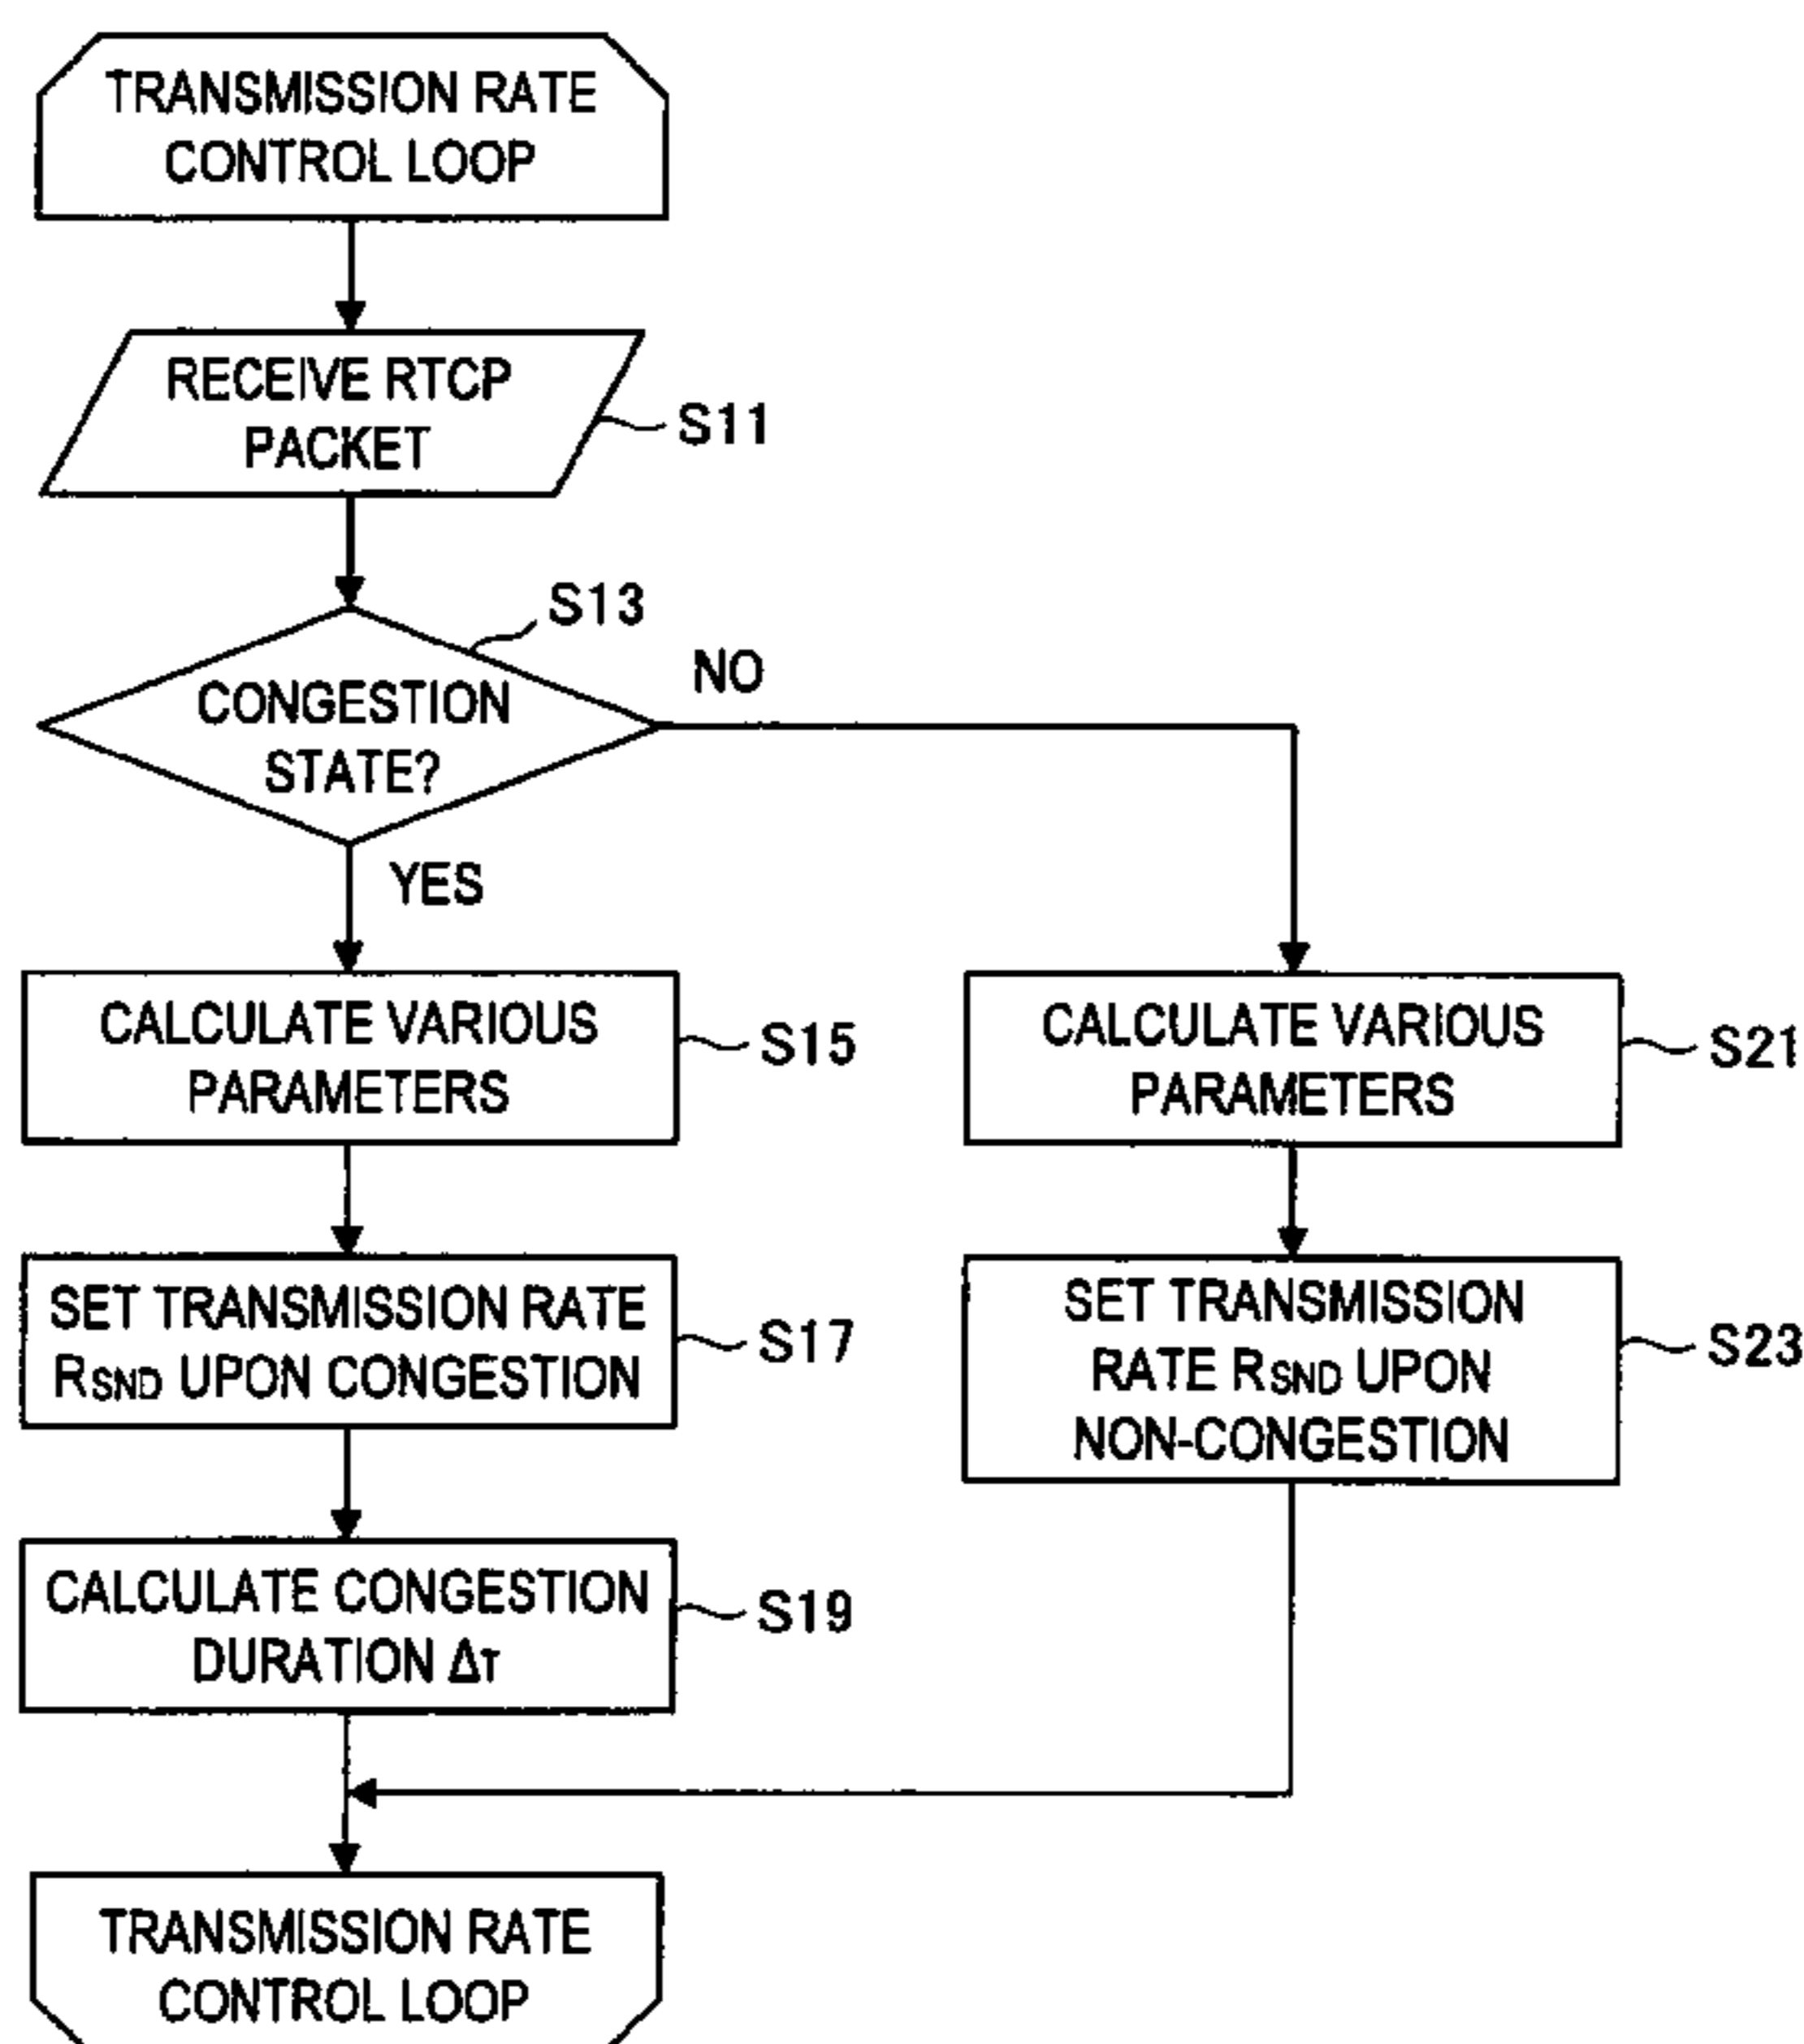 TRANSMISSION RATE
CONTROL LOOP
RECEIVE RTCP
PACKET
S11
S13
CONGESTION
STATE?
NO
YES
CALCULATE VARIOUS
PARAMETERS
S15
CALCULATE VARIOUS
PARAMETERS
S21
SET TRANSMISSION RATE
RSND UPON CONGESTION
S17
SET TRANSMISSION
RATE RSND UPON
NON-CONGESTION
S23
CALCULATE CONGESTION
DURATION Δτ
S19
TRANSMISSION RATE
CONTROL LOOP